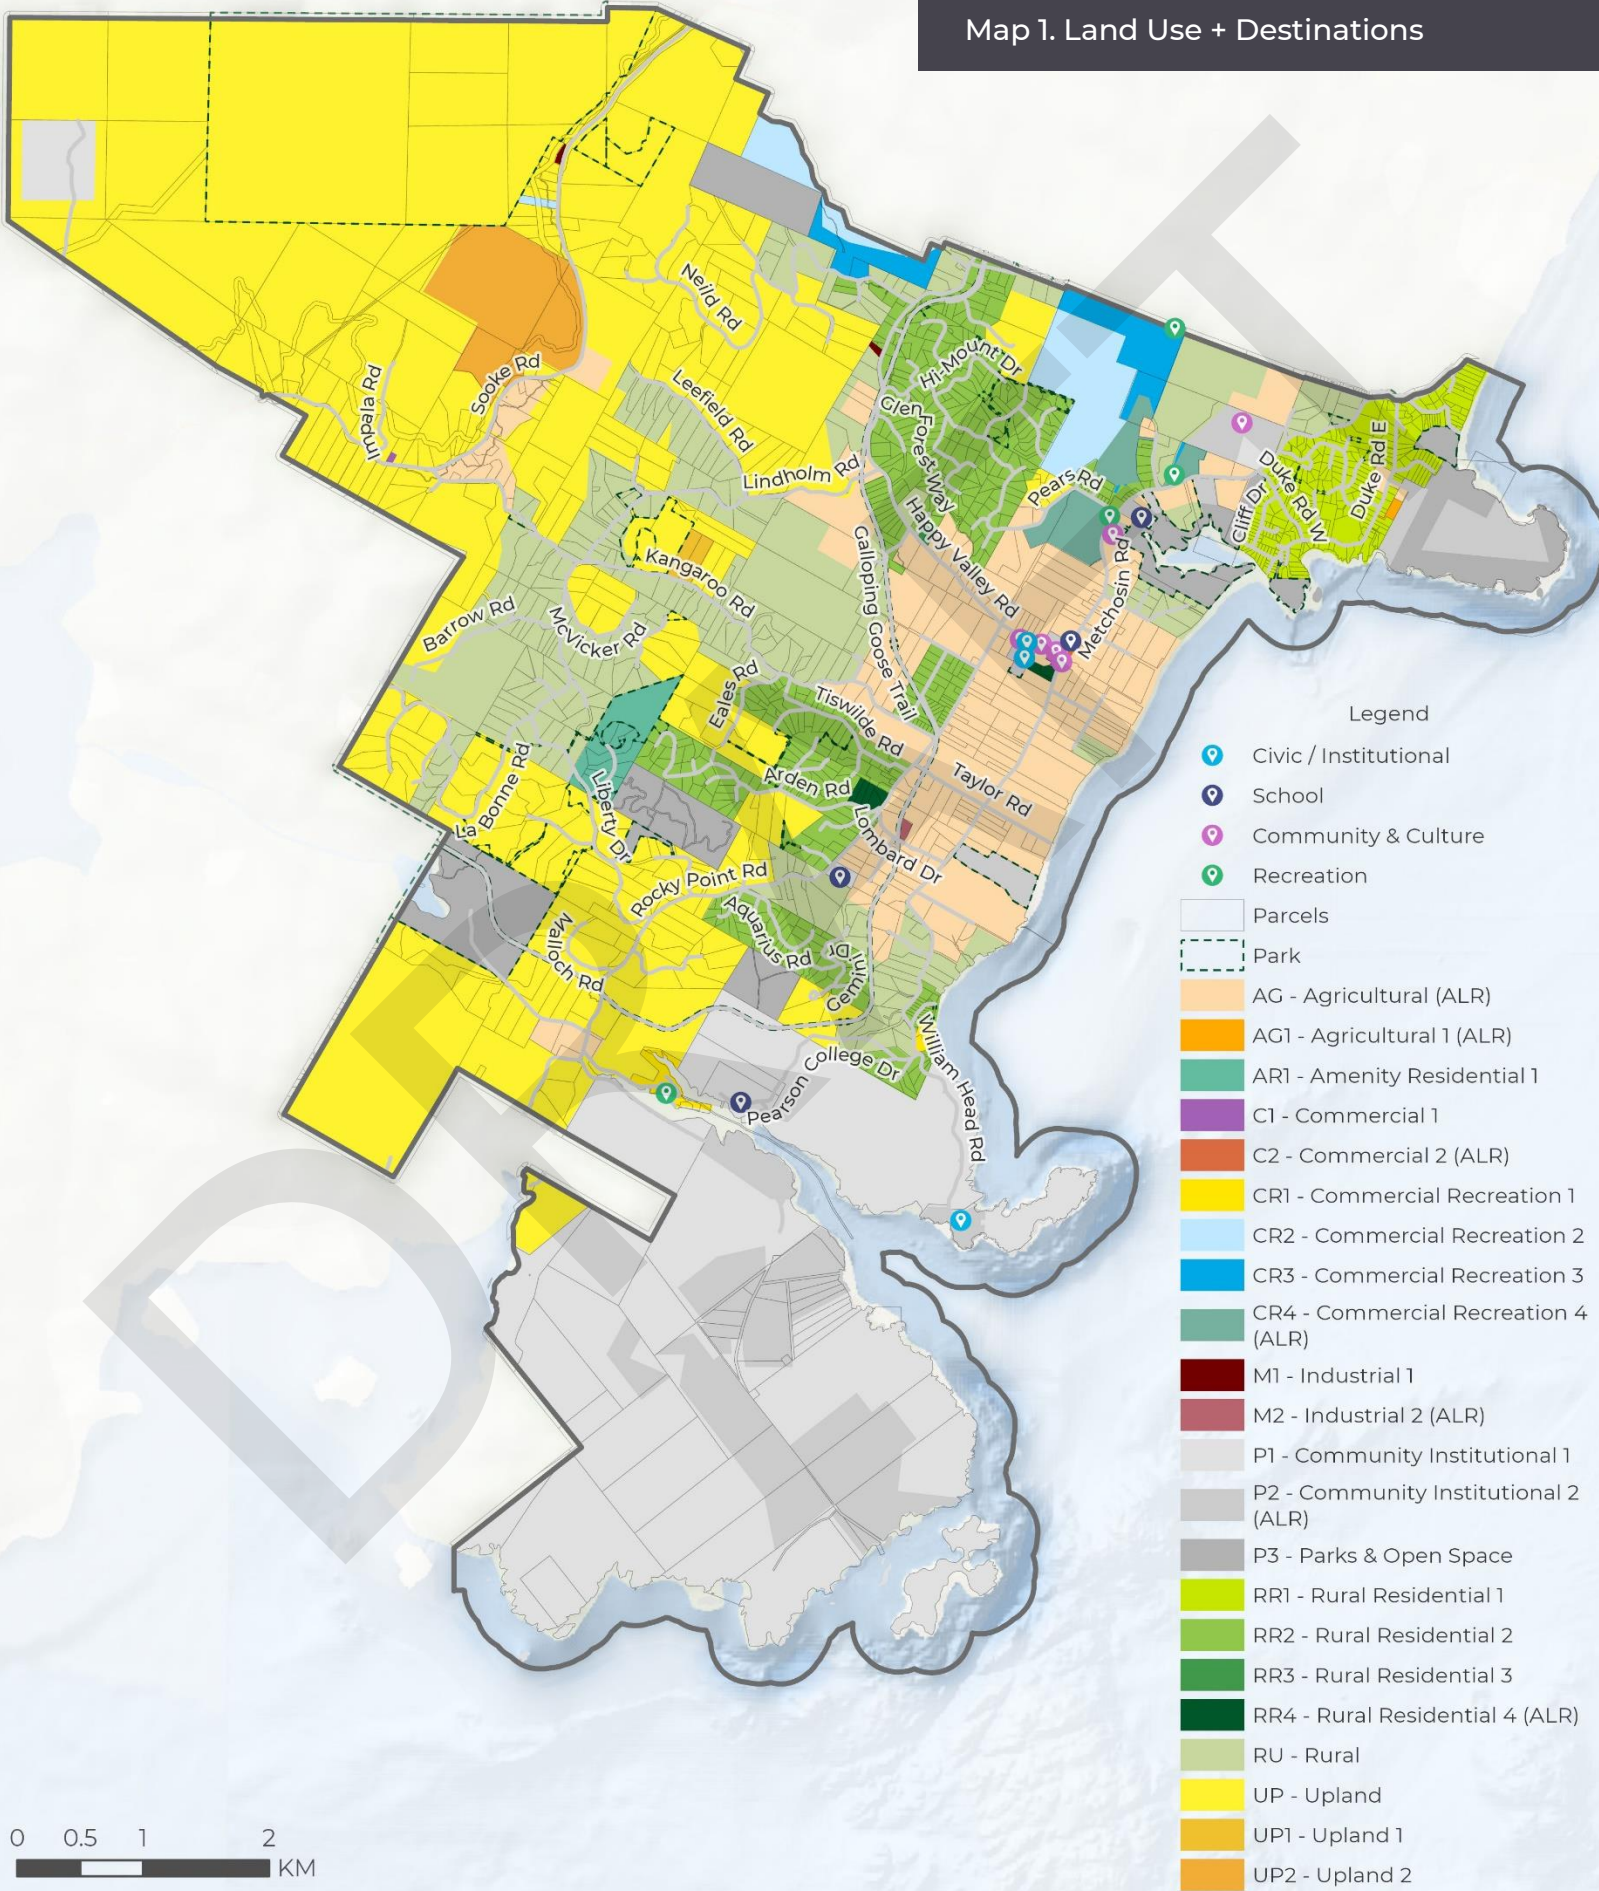 Map 1. Land Use + Destinations
Neild Rd
Hi-Mount Dr
Sooke Rd
Impala Rd
Leefield Rd
Glen
Forest Way
Lindholm Rd
Pears Rd
Duke Rd E
Duke Rd W
Cliff Dr
Happy Valley Rd
Galloping Goose Trail
Kangaroo Rd
Metchosin Rd
Barrow Rd
McVicker Rd
Eales Rd
Tiswilde Rd
Taylor Rd
Arden Rd
La Bonne Rd
Liberty Dr
Lombard Dr
Rocky Point Rd
Aquarius Rd
Gemini Dr
Malloch Rd
William Head Rd
Pearson College Dr
DRAFT
Legend
Civic / Institutional
School
Community & Culture
Recreation
Parcels
Park
AG - Agricultural (ALR)
AG1 - Agricultural 1 (ALR)
AR1 - Amenity Residential 1
C1 - Commercial 1
C2 - Commercial 2 (ALR)
CR1 - Commercial Recreation 1
CR2 - Commercial Recreation 2
CR3 - Commercial Recreation 3
CR4 - Commercial Recreation 4
(ALR)
M1 - Industrial 1
M2 - Industrial 2 (ALR)
P1 - Community Institutional 1
P2 - Community Institutional 2
(ALR)
P3 - Parks & Open Space
RR1 - Rural Residential 1
RR2 - Rural Residential 2
RR3 - Rural Residential 3
RR4 - Rural Residential 4 (ALR)
RU - Rural
UP - Upland
UP1 - Upland 1
UP2 - Upland 2
0 0.5 1 2
KM